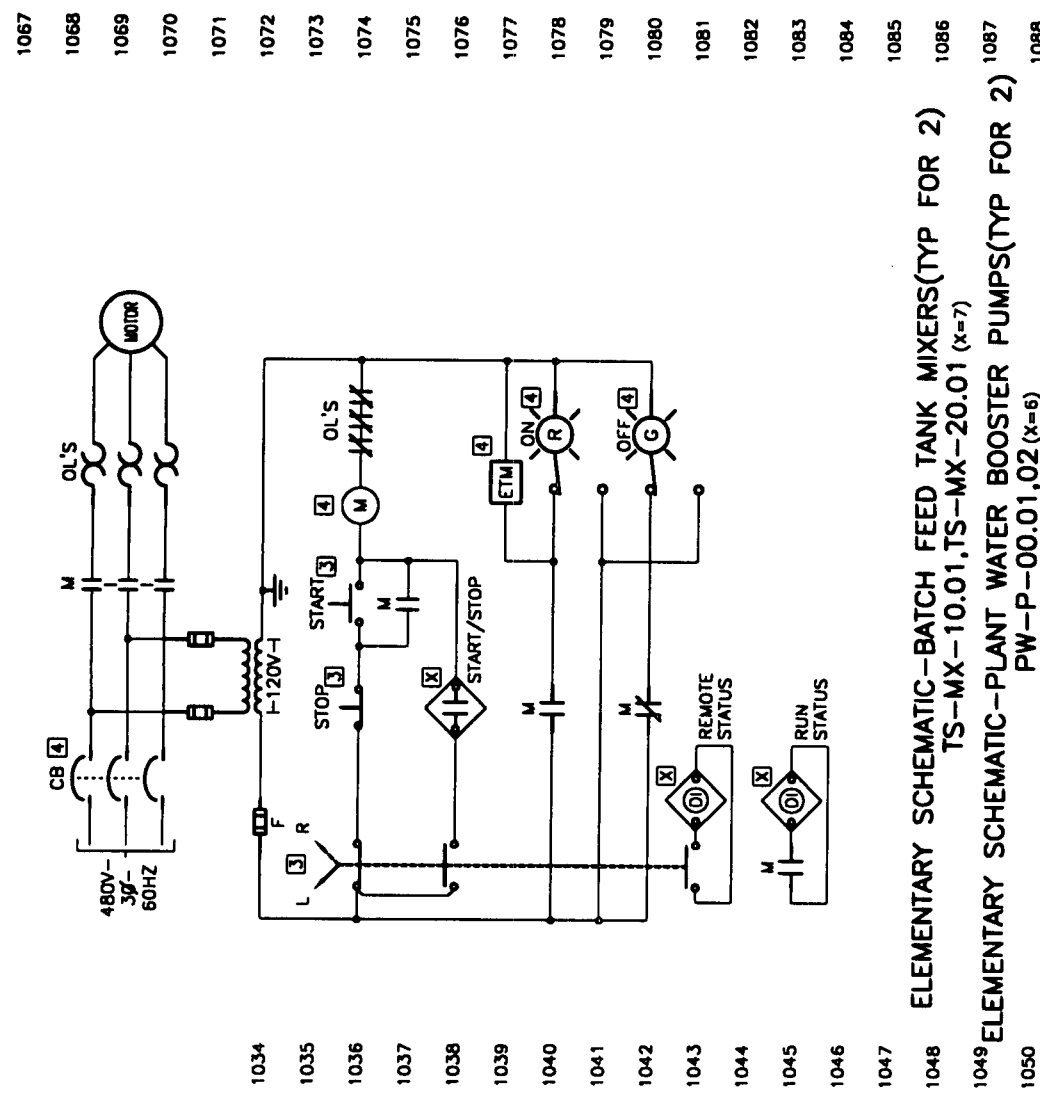 1067
1068
1069
1070
1071
1072
1073
1074
1075
1076
1077
1078
1079
1080
1081
1082
1083
1084
1085
1086
1087
1088
480V-
3Ø-
60HZ
CB 4
M
OL'S
MOTOR
120V
F
L R
3
STOP 3
START 3
M
4
M
OL'S
X
START/STOP
4
ETM
M
ON 4
R
M
OFF 4
G
X
DI
REMOTE
STATUS
M
X
DI
RUN
STATUS
1034
1035
1036
1037
1038
1039
1040
1041
1042
1043
1044
1045
1046
1047
1048
1049
1050
ELEMENTARY SCHEMATIC-BATCH FEED TANK MIXERS(TYP FOR 2)
TS-MX-10.01,TS-MX-20.01 (x=7)
ELEMENTARY SCHEMATIC-PLANT WATER BOOSTER PUMPS(TYP FOR 2)
PW-P-00.01,02 (x=6)